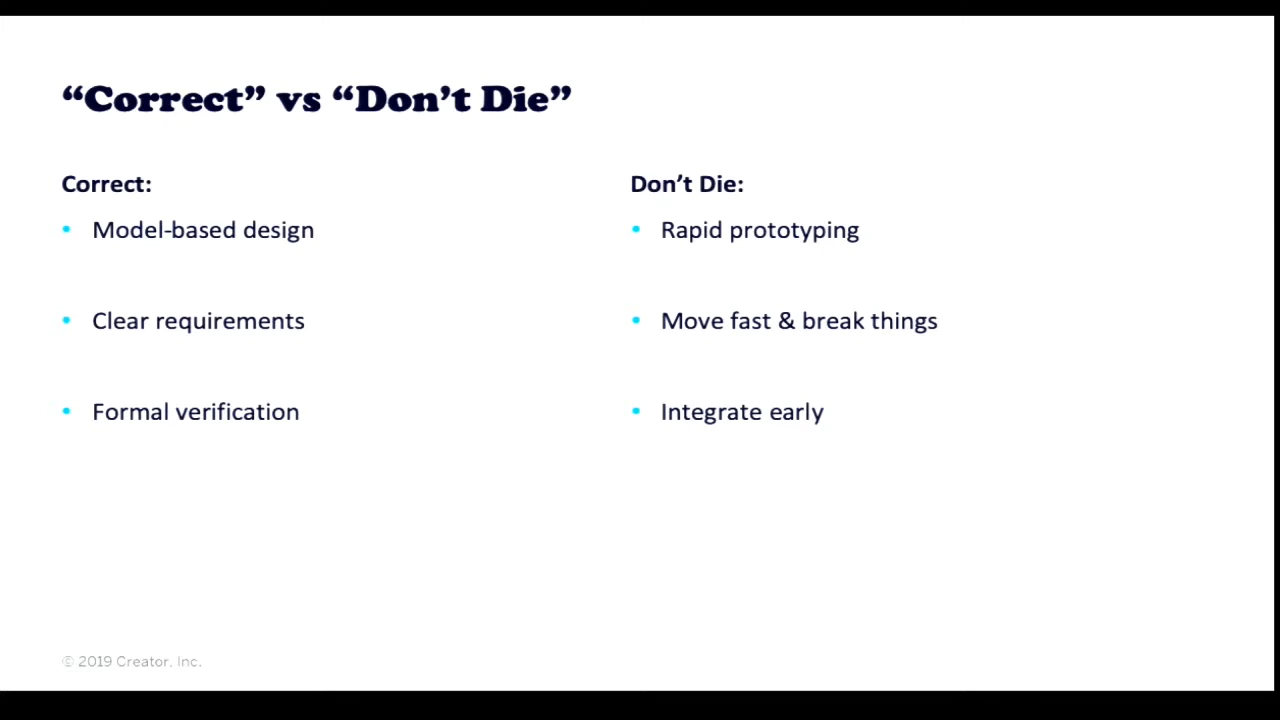 “Correct” vs “Don’t Die”
Correct:
• Model-based design
• Clear requirements
• Formal verification
Don’t Die:
• Rapid prototyping
• Move fast & break things
• Integrate early
© 2019 Creator, Inc.